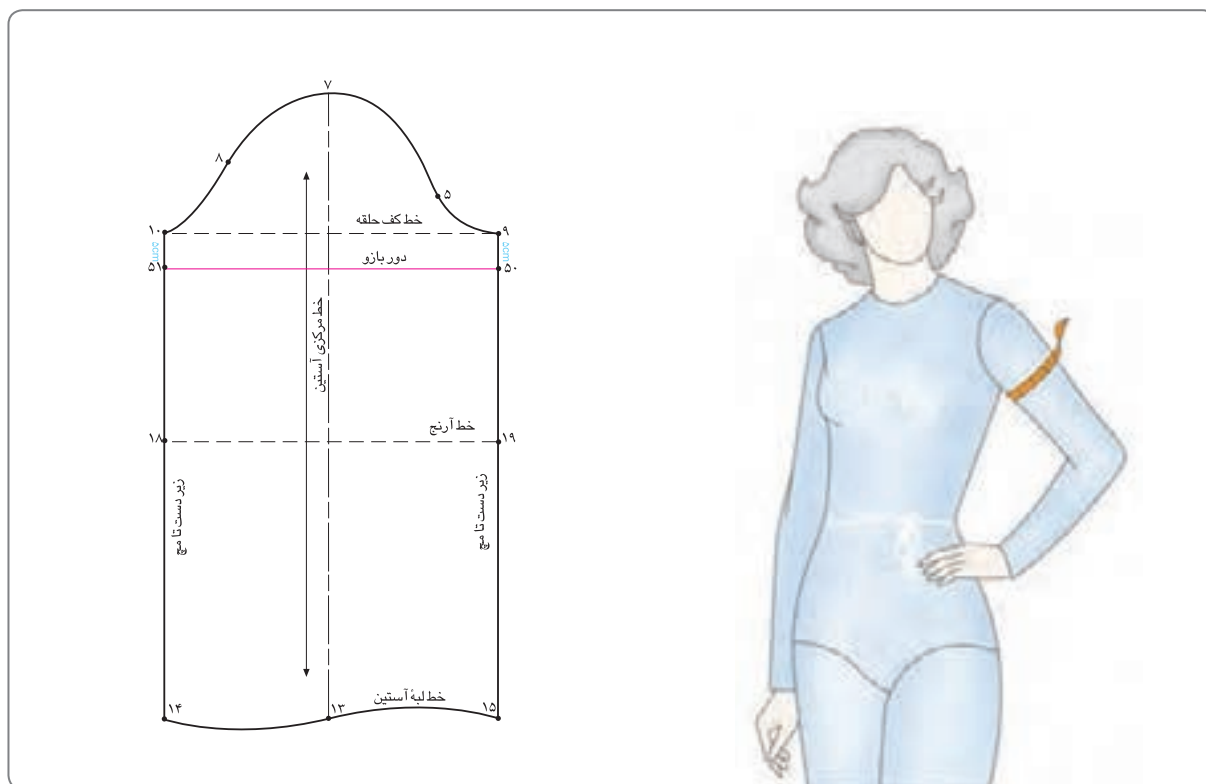 ۷
۸
۵
خط کف حلقه
۱۰
۹
دور بازو
۵۱
۵۰
خط مرکزی آستین
خط آرنج
۱۸
۱۹
زیر دست تا مچ
زیر دست تا مچ
خط لبهٔ آستین
۱۴
۱۳
۱۵